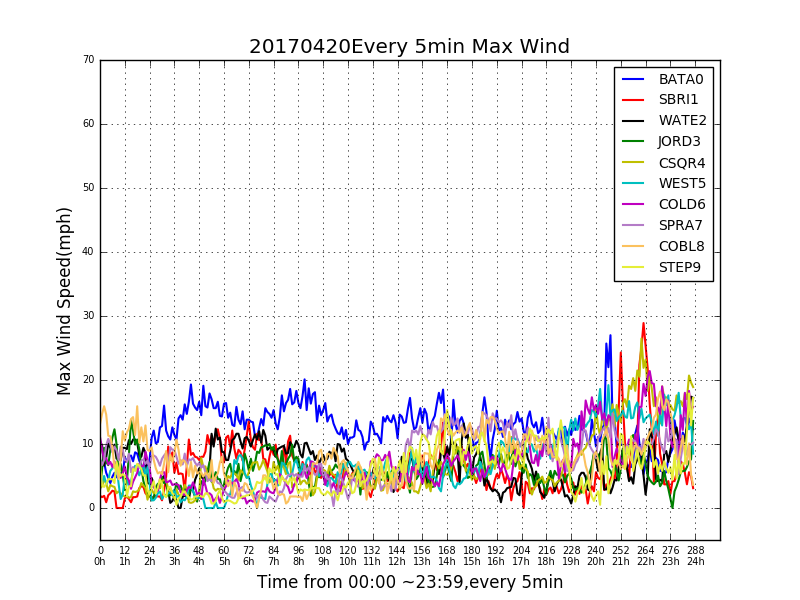 20170420Every 5min Max Wind
BATA0
SBRI1
WATE2
JORD3
CSQR4
WEST5
COLD6
SPRA7
COBL8
STEP9
Max Wind Speed(mph)
70
60
50
40
30
20
10
0
0 12 24 36 48 60 72 84 96 108 120 132 144 156 168 180 192 204 216 228 240 252 264 276 288
0h 1h 2h 3h 4h 5h 6h 7h 8h 9h 10h 11h 12h 13h 14h 15h 16h 17h 18h 19h 20h 21h 22h 23h 24h
Time from 00:00 ~23:59,every 5min